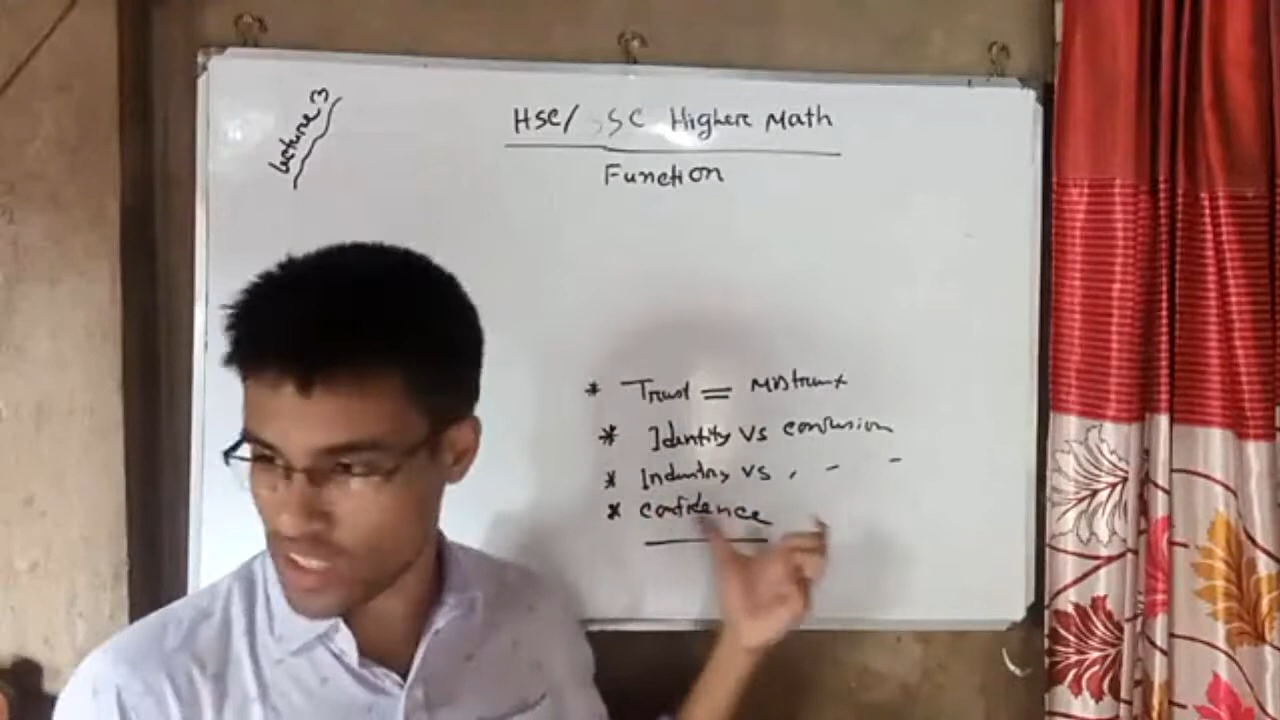 Lecture 3
HSC/ SSC Higher Math
Function
* Trust = Mistrust
* Identity vs confusion
* Industry vs , - -
* confidence